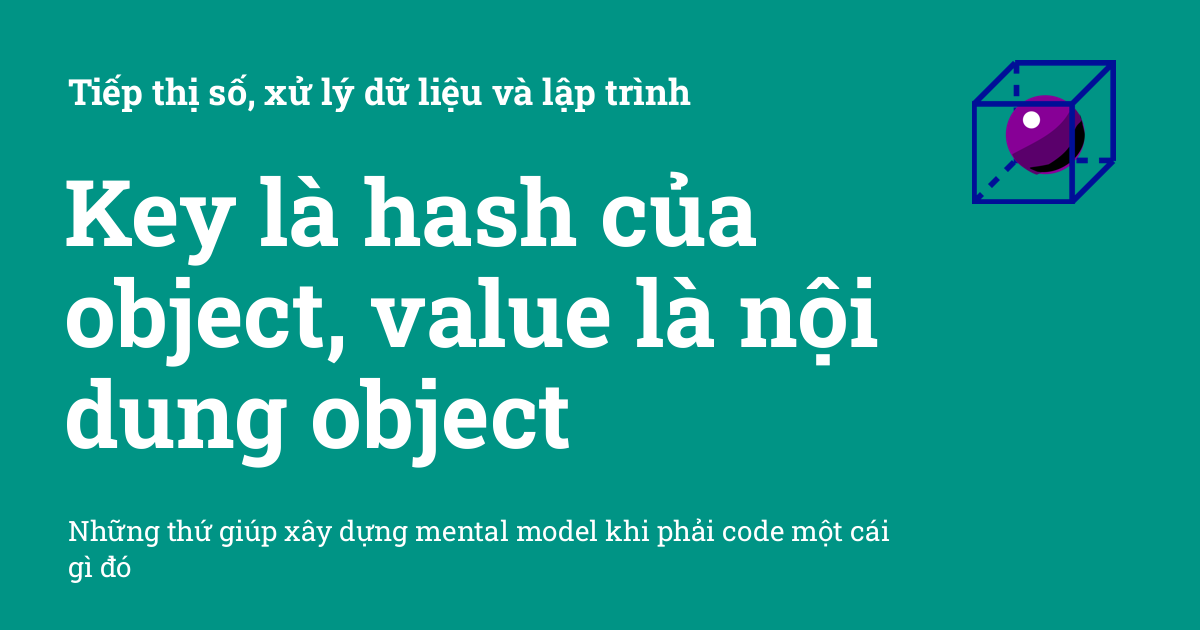 Tiếp thị số, xử lý dữ liệu và lập trình
Key là hash của
object, value là nội
dung object
Những thứ giúp xây dựng mental model khi phải code một cái
gì đó